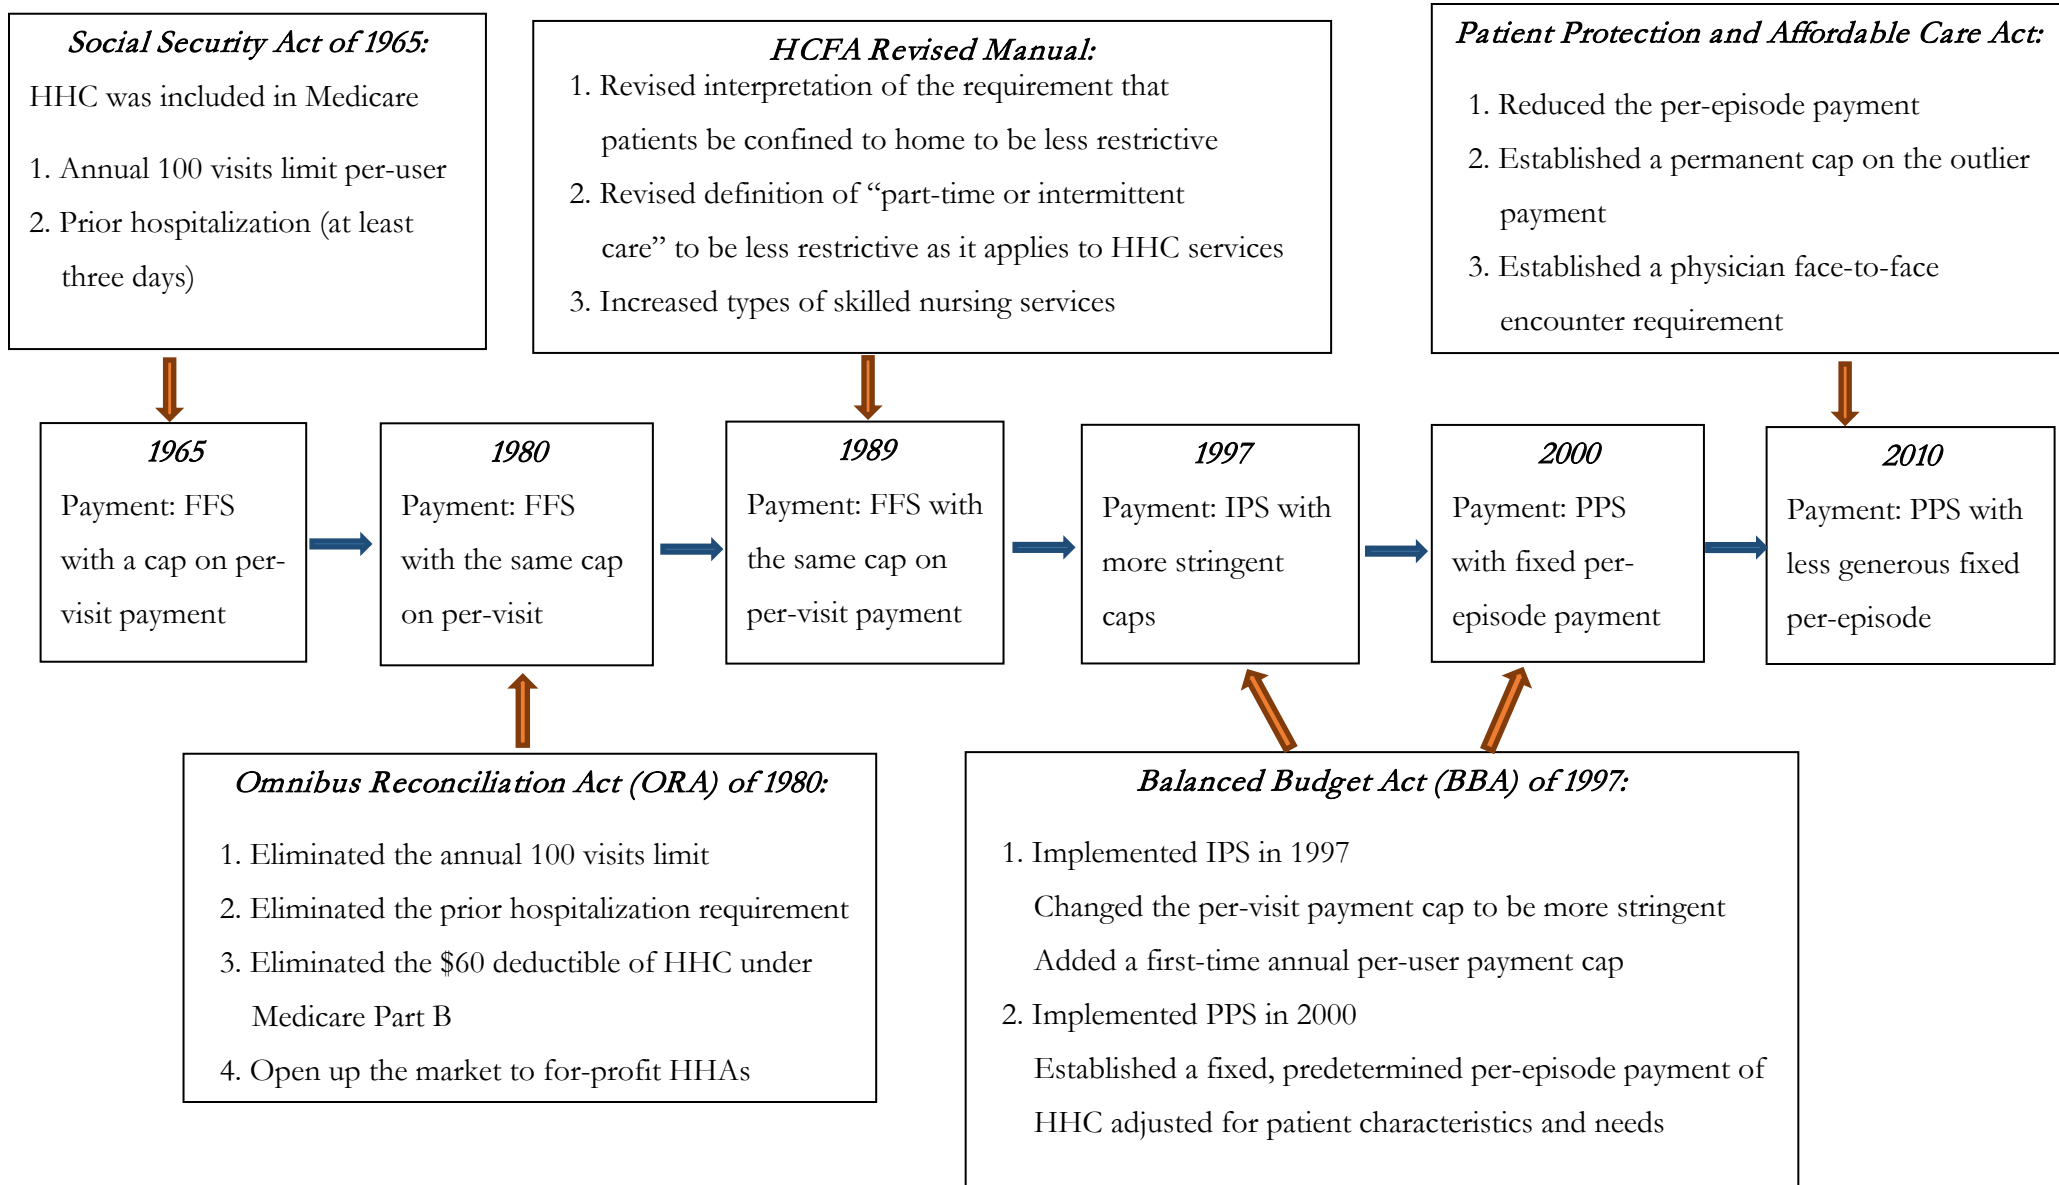 Social Security Act of 1965:
HHC was included in Medicare
1. Annual 100 visits limit per-user
2. Prior hospitalization (at least
three days)
HCFA Revised Manual:
1. Revised interpretation of the requirement that
patients be confined to home to be less restrictive
2. Revised definition of “part-time or intermittent
care” to be less restrictive as it applies to HHC services
3. Increased types of skilled nursing services
Patient Protection and Affordable Care Act:
1. Reduced the per-episode payment
2. Established a permanent cap on the outlier
payment
3. Established a physician face-to-face
encounter requirement
1965
Payment: FFS
with a cap on per-
visit payment
1980
Payment: FFS
with the same cap
on per-visit
1989
Payment: FFS with
the same cap on
per-visit payment
1997
Payment: IPS with
more stringent
caps
2000
Payment: PPS
with fixed per-
episode payment
2010
Payment: PPS with
less generous fixed
per-episode
Omnibus Reconciliation Act (ORA) of 1980:
1. Eliminated the annual 100 visits limit
2. Eliminated the prior hospitalization requirement
3. Eliminated the $60 deductible of HHC under
Medicare Part B
4. Open up the market to for-profit HHAs
Balanced Budget Act (BBA) of 1997:
1. Implemented IPS in 1997
Changed the per-visit payment cap to be more stringent
Added a first-time annual per-user payment cap
2. Implemented PPS in 2000
Established a fixed, predetermined per-episode payment of
HHC adjusted for patient characteristics and needs